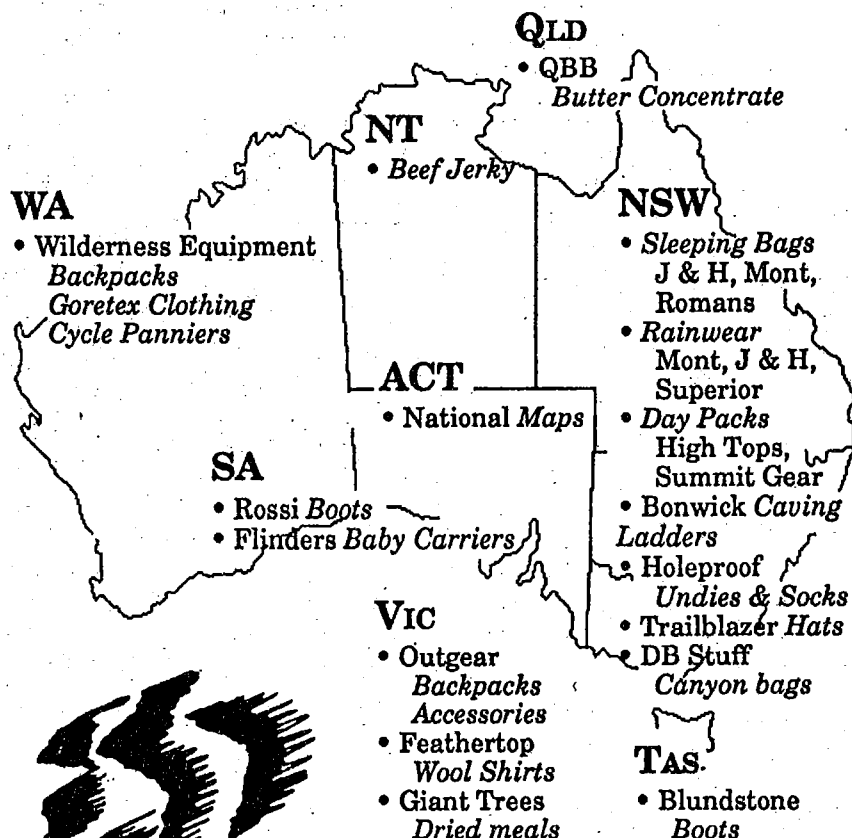 QLD
• QBB
Butter Concentrate
NT
• Beef Jerky
WA
• Wilderness Equipment
Backpacks
Goretex Clothing
Cycle Panniers
NSW
• Sleeping Bags
J & H, Mont,
Romans
• Rainwear
Mont, J & H,
Superior
• Day Packs
High Tops,
Summit Gear
• Bonwick Caving
Ladders
• Holeproof
Undies & Socks
• Trailblazer Hats
• DB Stuff
Canyon bags
ACT
• National Maps
SA
• Rossi Boots
• Flinders Baby Carriers
VIC
• Outgear
Backpacks
Accessories
• Feathertop
Wool Shirts
• Giant Trees
Dried meals
TAS.
• Blundstone
Boots